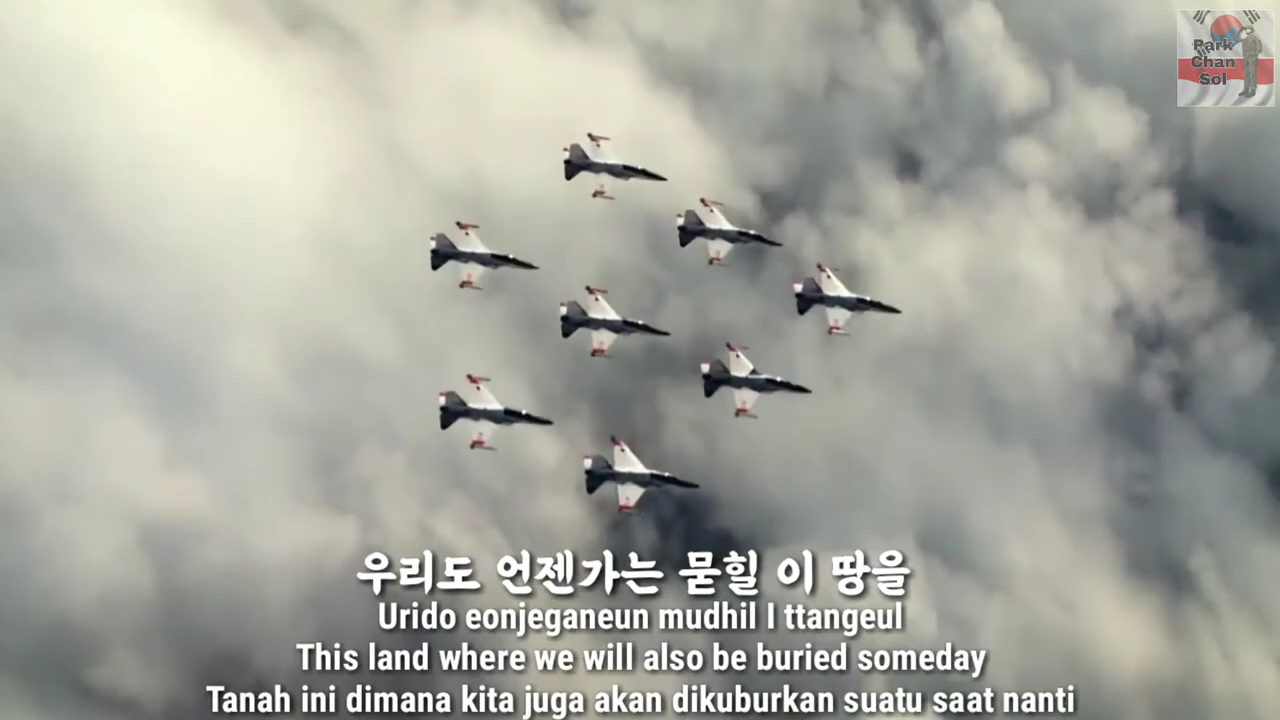 Park
Chan
Sol
우리도 언젠가는 묻힐 이 땅을
Urido eonjeganeun mudhil I ttangeul
This land where we will also be buried someday
Tanah ini dimana kita juga akan dikuburkan suatu saat nanti